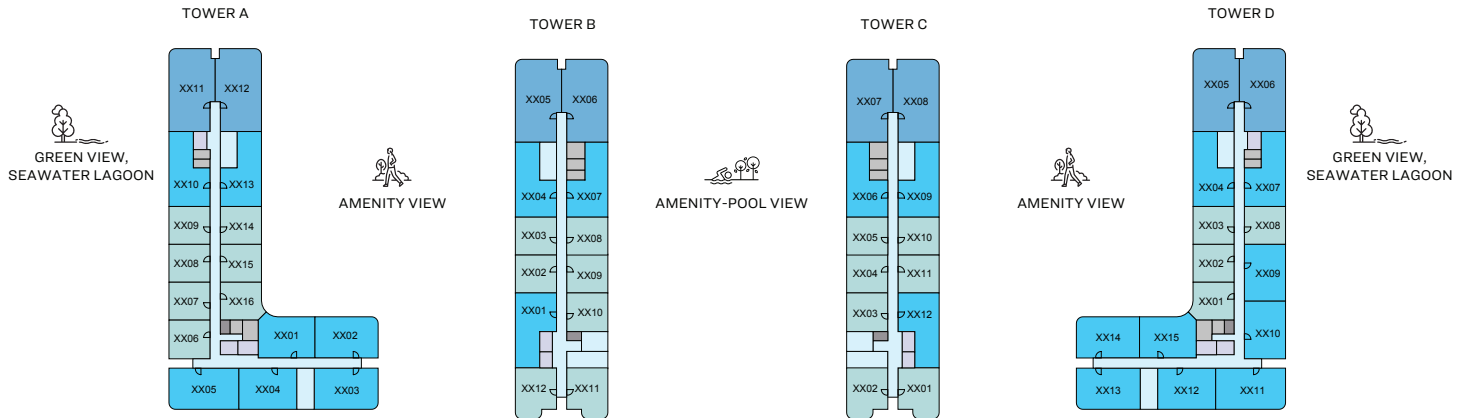 TOWER A
TOWER B
TOWER C
TOWER D
GREEN VIEW,
SEAWATER LAGOON
XX11 XX12
XX10 XX13
XX09 XX14
XX08 XX15
XX07 XX16
XX06 XX01 XX02
XX05 XX04 XX03
AMENITY VIEW
XX05 XX06
XX04 XX07
XX03 XX08
XX02 XX09
XX01 XX10
XX12 XX11
AMENITY-POOL VIEW
XX07 XX08
XX06 XX09
XX05 XX10
XX04 XX11
XX03 XX12
XX02 XX01
AMENITY VIEW
XX05 XX06
XX04 XX07
XX03 XX08
XX02 XX09
XX01
XX14 XX15 XX10
XX13 XX12 XX11
GREEN VIEW,
SEAWATER LAGOON